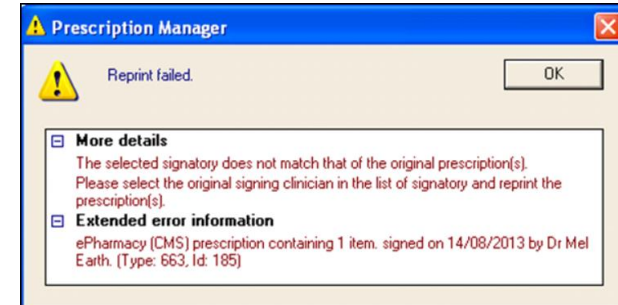 Prescription Manager
Reprint failed.
OK
More details
The selected signatory does not match that of the original prescription(s).
Please select the original signing clinician in the list of signatory and reprint the
prescription(s).
Extended error information
ePharmacy (CMS) prescription containing 1 item. signed on 14/08/2013 by Dr Mel
Earth. (Type: 663, Id: 185)